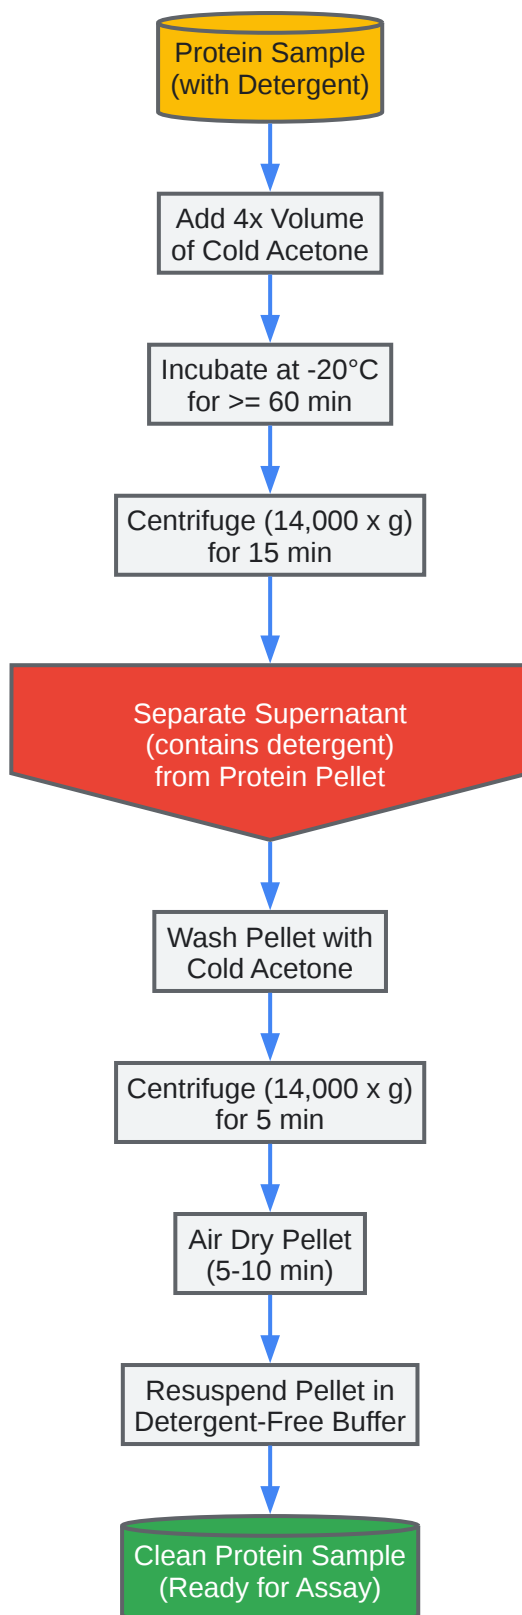 Protein Sample
(with Detergent)
Add 4x Volume
of Cold Acetone
Incubate at -20°C
for >= 60 min
Centrifuge (14,000 x g)
for 15 min
Separate Supernatant
(contains detergent)
from Protein Pellet
Wash Pellet with
Cold Acetone
Centrifuge (14,000 x g)
for 5 min
Air Dry Pellet
(5-10 min)
Resuspend Pellet in
Detergent-Free Buffer
Clean Protein Sample
(Ready for Assay)